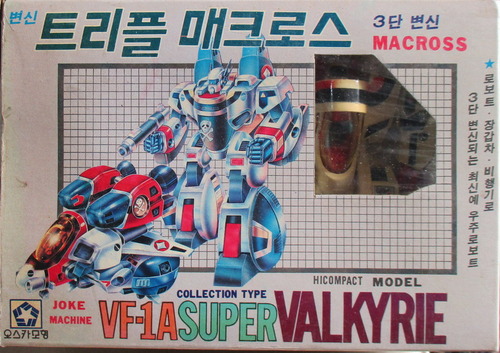 변신
트리플 매크로스
3단 변신
MACROSS
★ 로보트·장갑차·비행기로
3단 변신되는 최신예 우주로보트
HICOMPACT MODEL
COLLECTION TYPE
JOKE
MACHINE
VF-1A SUPER VALKYRIE
오스카모델